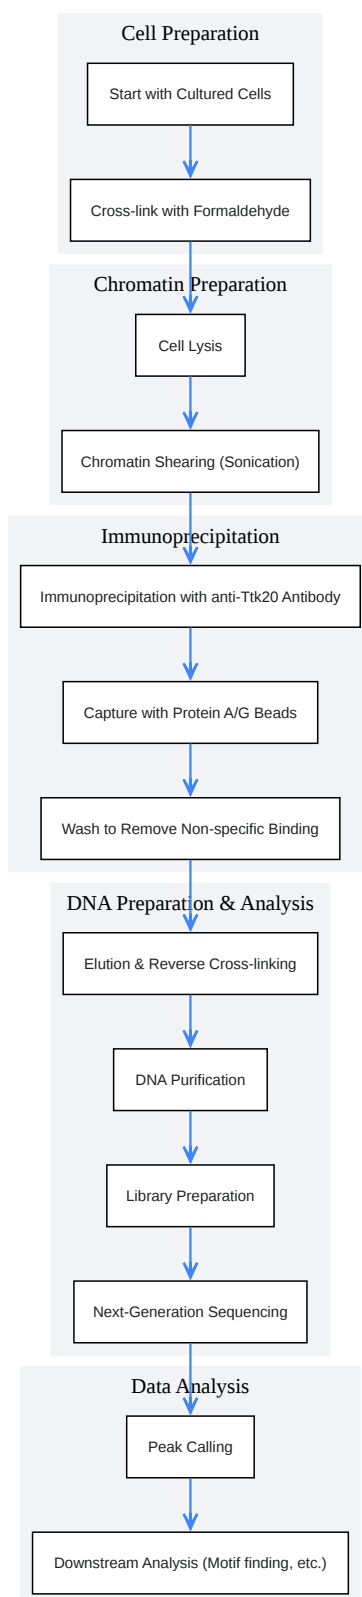 Cell Preparation
Start with Cultured Cells
Cross-link with Formaldehyde
Chromatin Preparation
Cell Lysis
Chromatin Shearing (Sonication)
Immunoprecipitation
Immunoprecipitation with anti-Ttk20 Antibody
Capture with Protein A/G Beads
Wash to Remove Non-specific Binding
DNA Preparation & Analysis
Elution & Reverse Cross-linking
DNA Purification
Library Preparation
Next-Generation Sequencing
Data Analysis
Peak Calling
Downstream Analysis (Motif finding, etc.)